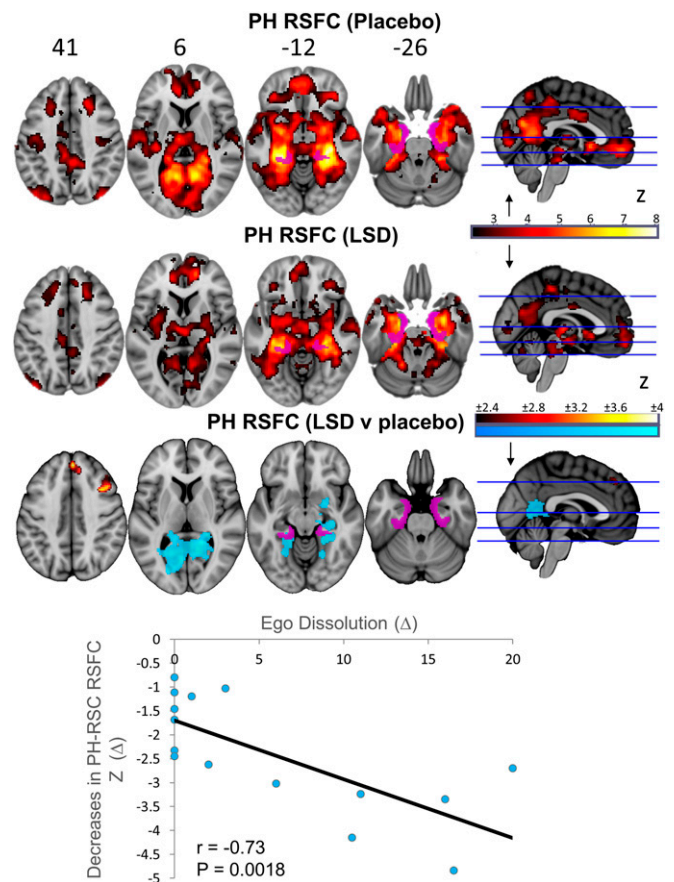 PH RSFC (Placebo)
41 6 -12 -26
Z
3 4 5 6 7 8
PH RSFC (LSD)
Z
±2.4 ±2.8 ±3.2 ±3.6 ±4
PH RSFC (LSD v placebo)
Ego Dissolution (Δ)
0 5 10 15 20
Decreases in PH-RSC RSFC
Z (Δ)
0
-0.5
-1
-1.5
-2
-2.5
-3
-3.5
-4
-4.5
-5
r = -0.73
P = 0.0018